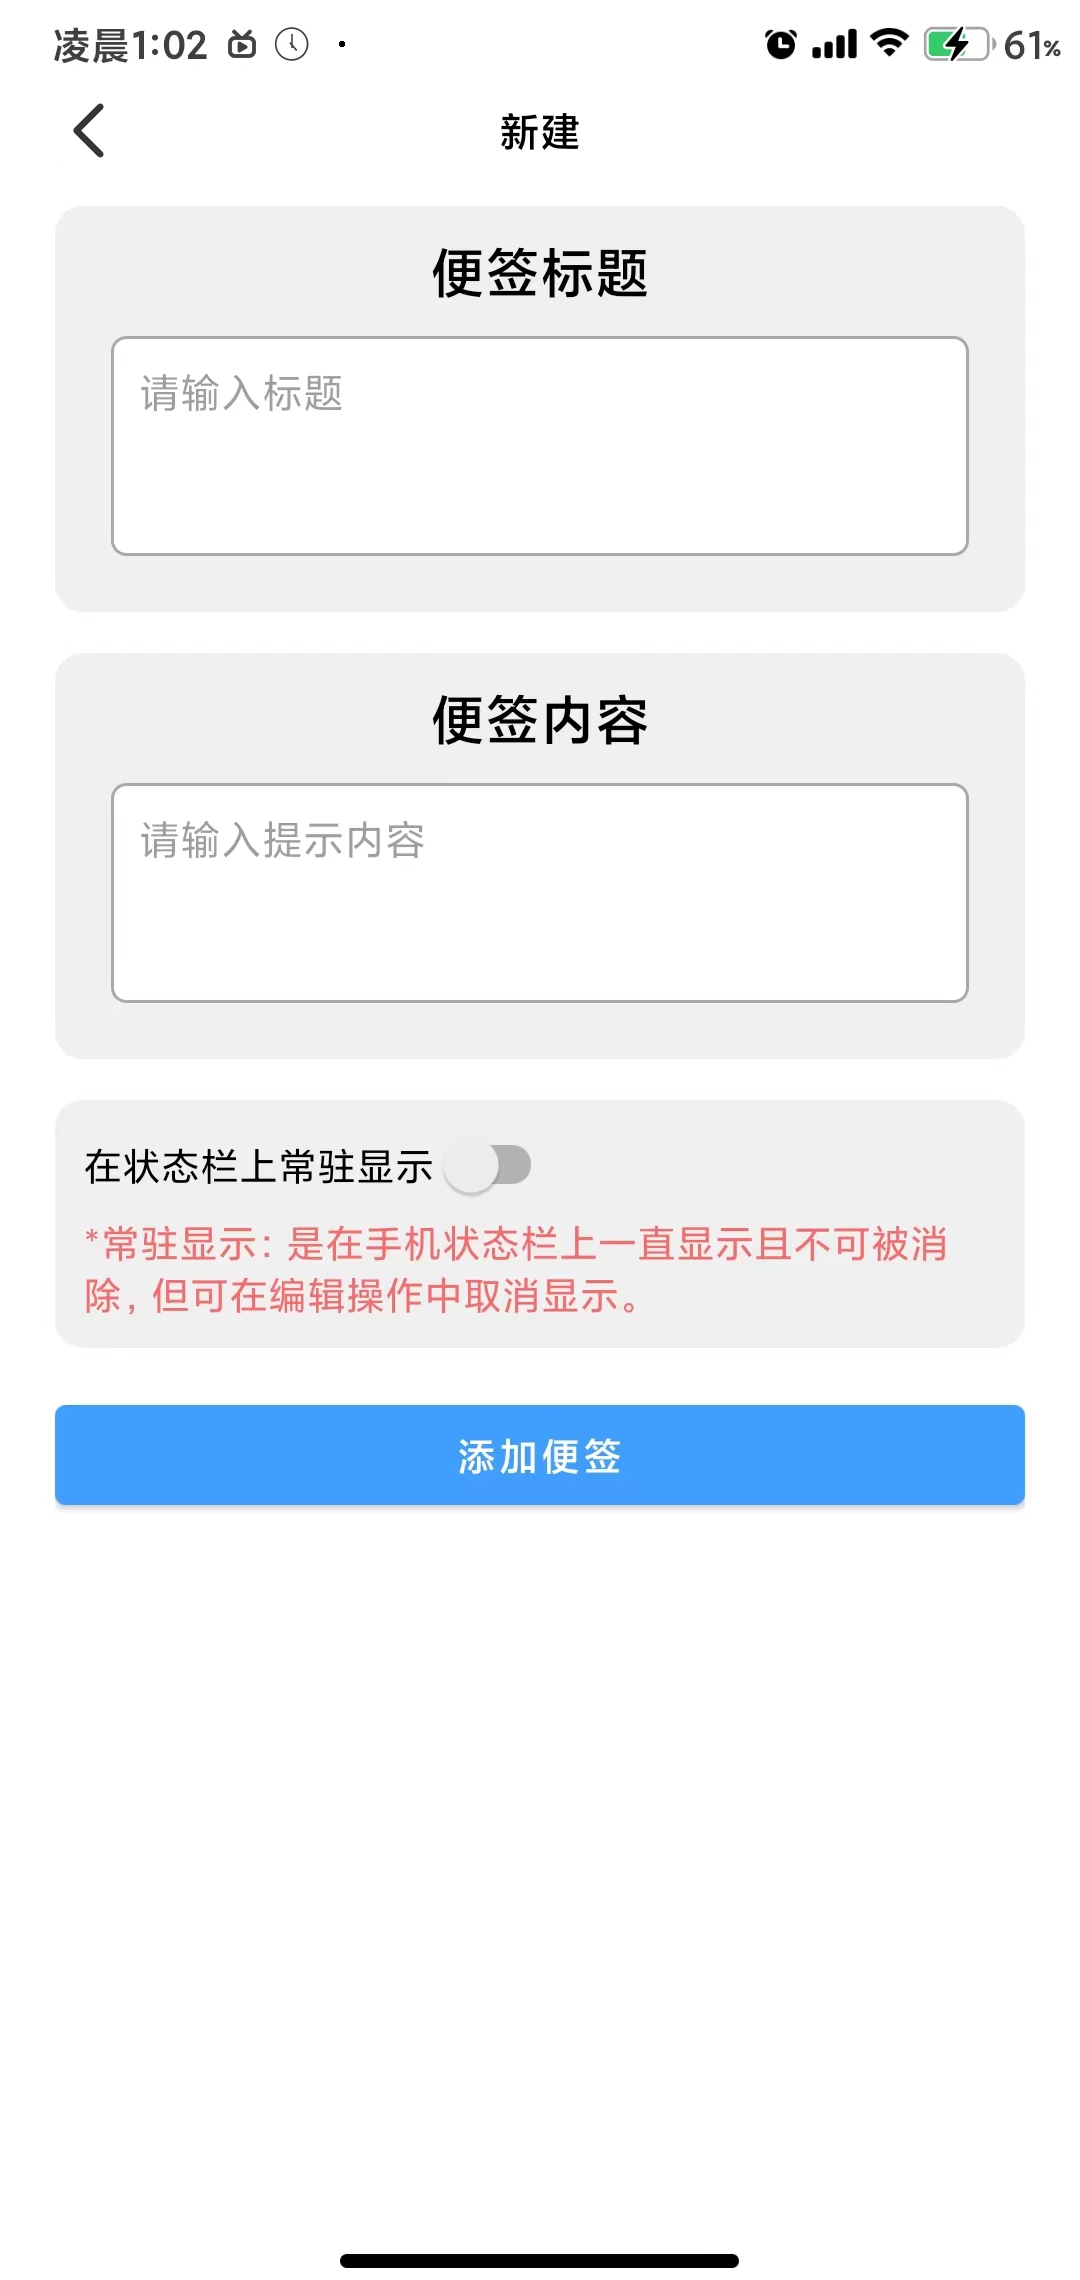 凌晨1:02
61%
新建
便签标题
请输入标题
便签内容
请输入提示内容
在状态栏上常驻显示
*常驻显示：是在手机状态栏上一直显示且不可被消
除，但可在编辑操作中取消显示。
添加便签